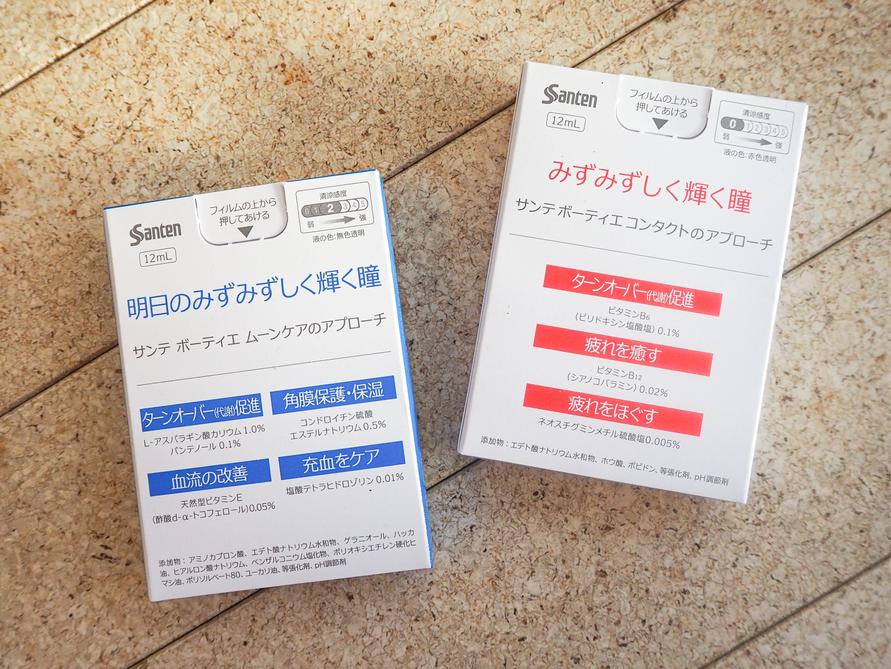 Santen
12mL
フィルムの上から
押してあける
清涼感度
0 1 2 3 4 5
弱 強
液の色:無色透明
明日のみずみずしく輝く瞳
サンテ ボーティエ ムーンケアのアプローチ
ターンオーバー(代謝)促進
L-アスパラギン酸カリウム 1.0%
パンテノール 0.1%
角膜保護・保湿
コンドロイチン硫酸
エステルナトリウム 0.5%
血流の改善
天然型ビタミンE
(酢酸d-α-トコフェロール)0.05%
充血をケア
塩酸テトラヒドロゾリン 0.01%
添加物:アミノカプロン酸、エデト酸ナトリウム水和物、ゲラニオール、ハッカ
油、ヒアルロン酸ナトリウム、ベンザルコニウム塩化物、ポリオキシエチレン硬化ヒ
マシ油、ポリソルベート80、ユーカリ油、等張化剤、pH調節剤
Santen
12mL
フィルムの上から
押してあける
清涼感度
0 1 2 3 4 5
弱 強
液の色:赤色透明
みずみずしく輝く瞳
サンテ ボーティエ コンタクトのアプローチ
ターンオーバー(代謝)促進
ビタミンB6
(ピリドキシン塩酸塩) 0.1%
疲れを癒す
ビタミンB12
(シアノコバラミン) 0.02%
疲れをほぐす
ネオスチグミンメチル硫酸塩0.005%
添加物:エデト酸ナトリウム水和物、ホウ酸、ポビドン、等張化剤、pH調節剤